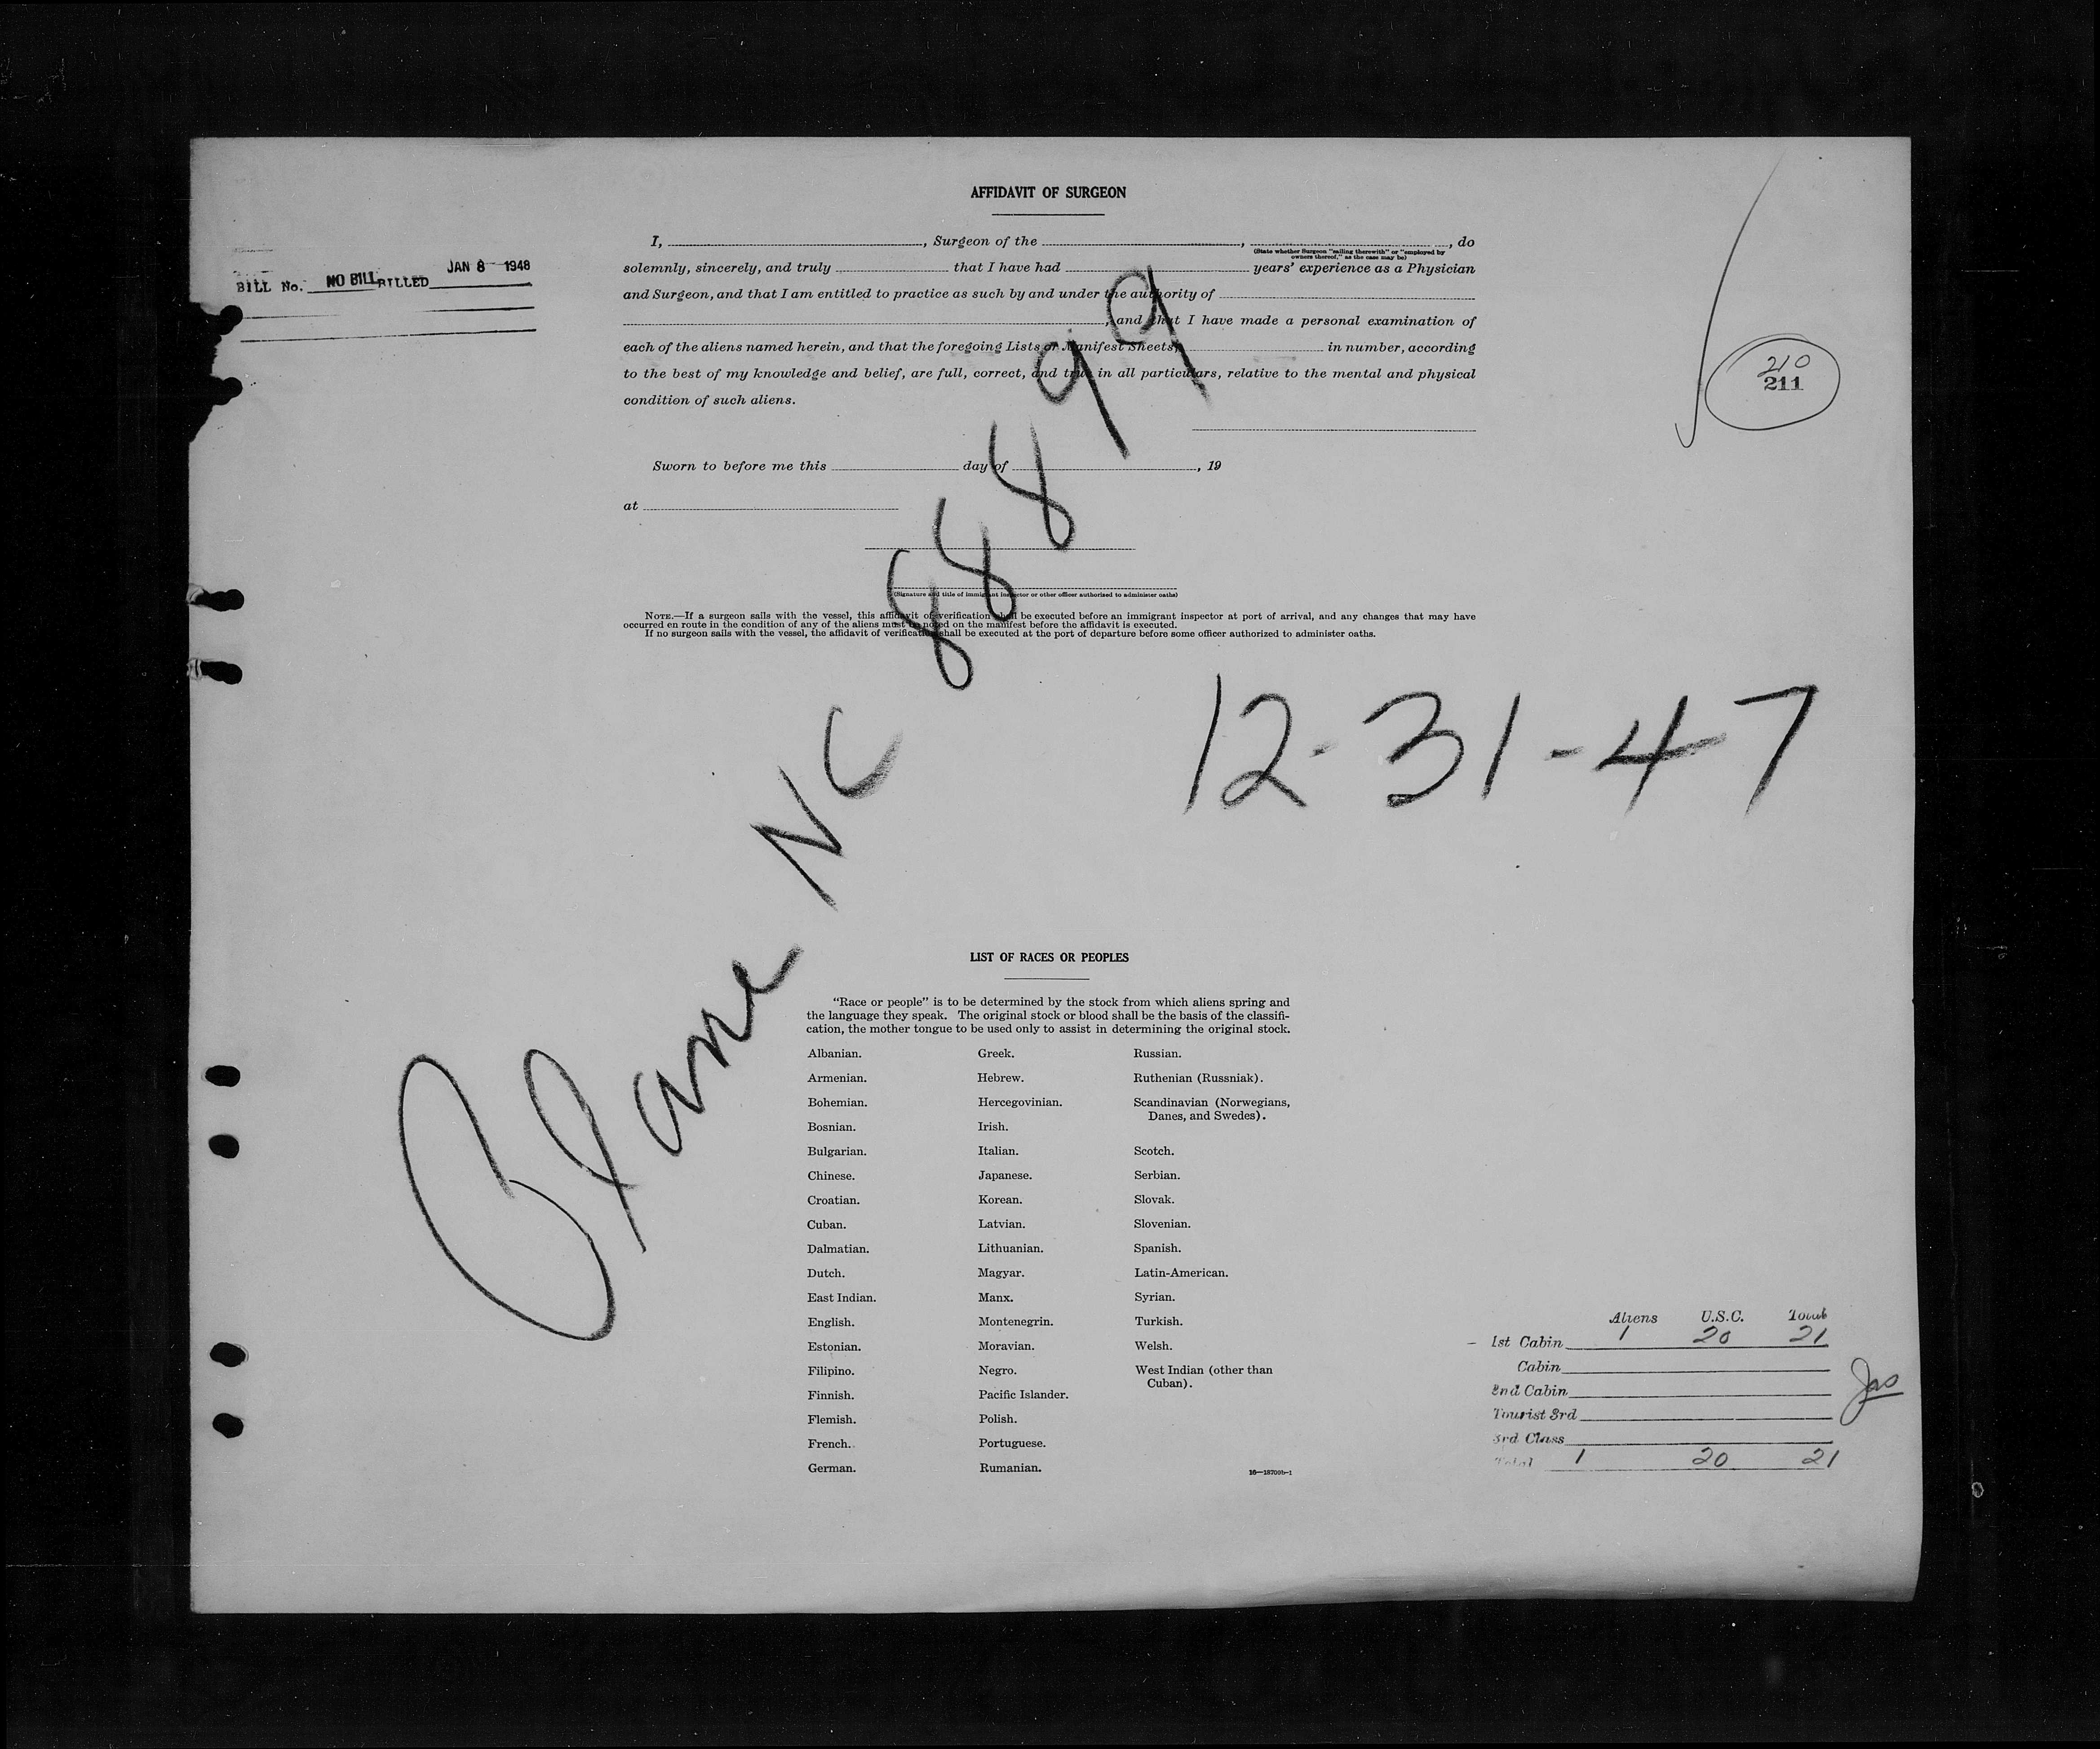 AFFIDAVIT OF SURGEON
I, , Surgeon of the , , do
(State whether Surgeon "sailing therewith" or "employed by
owners thereof," as the case may be)
solemnly, sincerely, and truly that I have had years' experience as a Physician
and Surgeon, and that I am entitled to practice as such by and under the authority of
, and that I have made a personal examination of
each of the aliens named herein, and that the foregoing Lists or Manifest Sheets, in number, according
to the best of my knowledge and belief, are full, correct, and true in all particulars, relative to the mental and physical
condition of such aliens.
Sworn to before me this day of , 19
at
(Signature and title of immigrant inspector or other officer authorized to administer oaths)
NOTE.—If a surgeon sails with the vessel, this affidavit of verification shall be executed before an immigrant inspector at port of arrival, and any changes that may have
occurred en route in the condition of any of the aliens must be noted on the manifest before the affidavit is executed.
If no surgeon sails with the vessel, the affidavit of verification shall be executed at the port of departure before some officer authorized to administer oaths.
BILL No. NO BILL BILLED JAN 8 1948
210
211
Plane NC 88899
12-31-47
LIST OF RACES OR PEOPLES
"Race or people" is to be determined by the stock from which aliens spring and
the language they speak. The original stock or blood shall be the basis of the classifi-
cation, the mother tongue to be used only to assist in determining the original stock.
Albanian.
Armenian.
Bohemian.
Bosnian.
Bulgarian.
Chinese.
Croatian.
Cuban.
Dalmatian.
Dutch.
East Indian.
English.
Estonian.
Filipino.
Finnish.
Flemish.
French.
German.
Greek.
Hebrew.
Hercegovinian.
Irish.
Italian.
Japanese.
Korean.
Latvian.
Lithuanian.
Magyar.
Manx.
Montenegrin.
Moravian.
Negro.
Pacific Islander.
Polish.
Portuguese.
Rumanian.
Russian.
Ruthenian (Russniak).
Scandinavian (Norwegians,
Danes, and Swedes).
Scotch.
Serbian.
Slovak.
Slovenian.
Spanish.
Latin-American.
Syrian.
Turkish.
Welsh.
West Indian (other than
Cuban).
Aliens U.S.C. Total
1st Cabin 1 20 21
Cabin
2nd Cabin
Tourist 3rd
3rd Class
Total 1 20 21